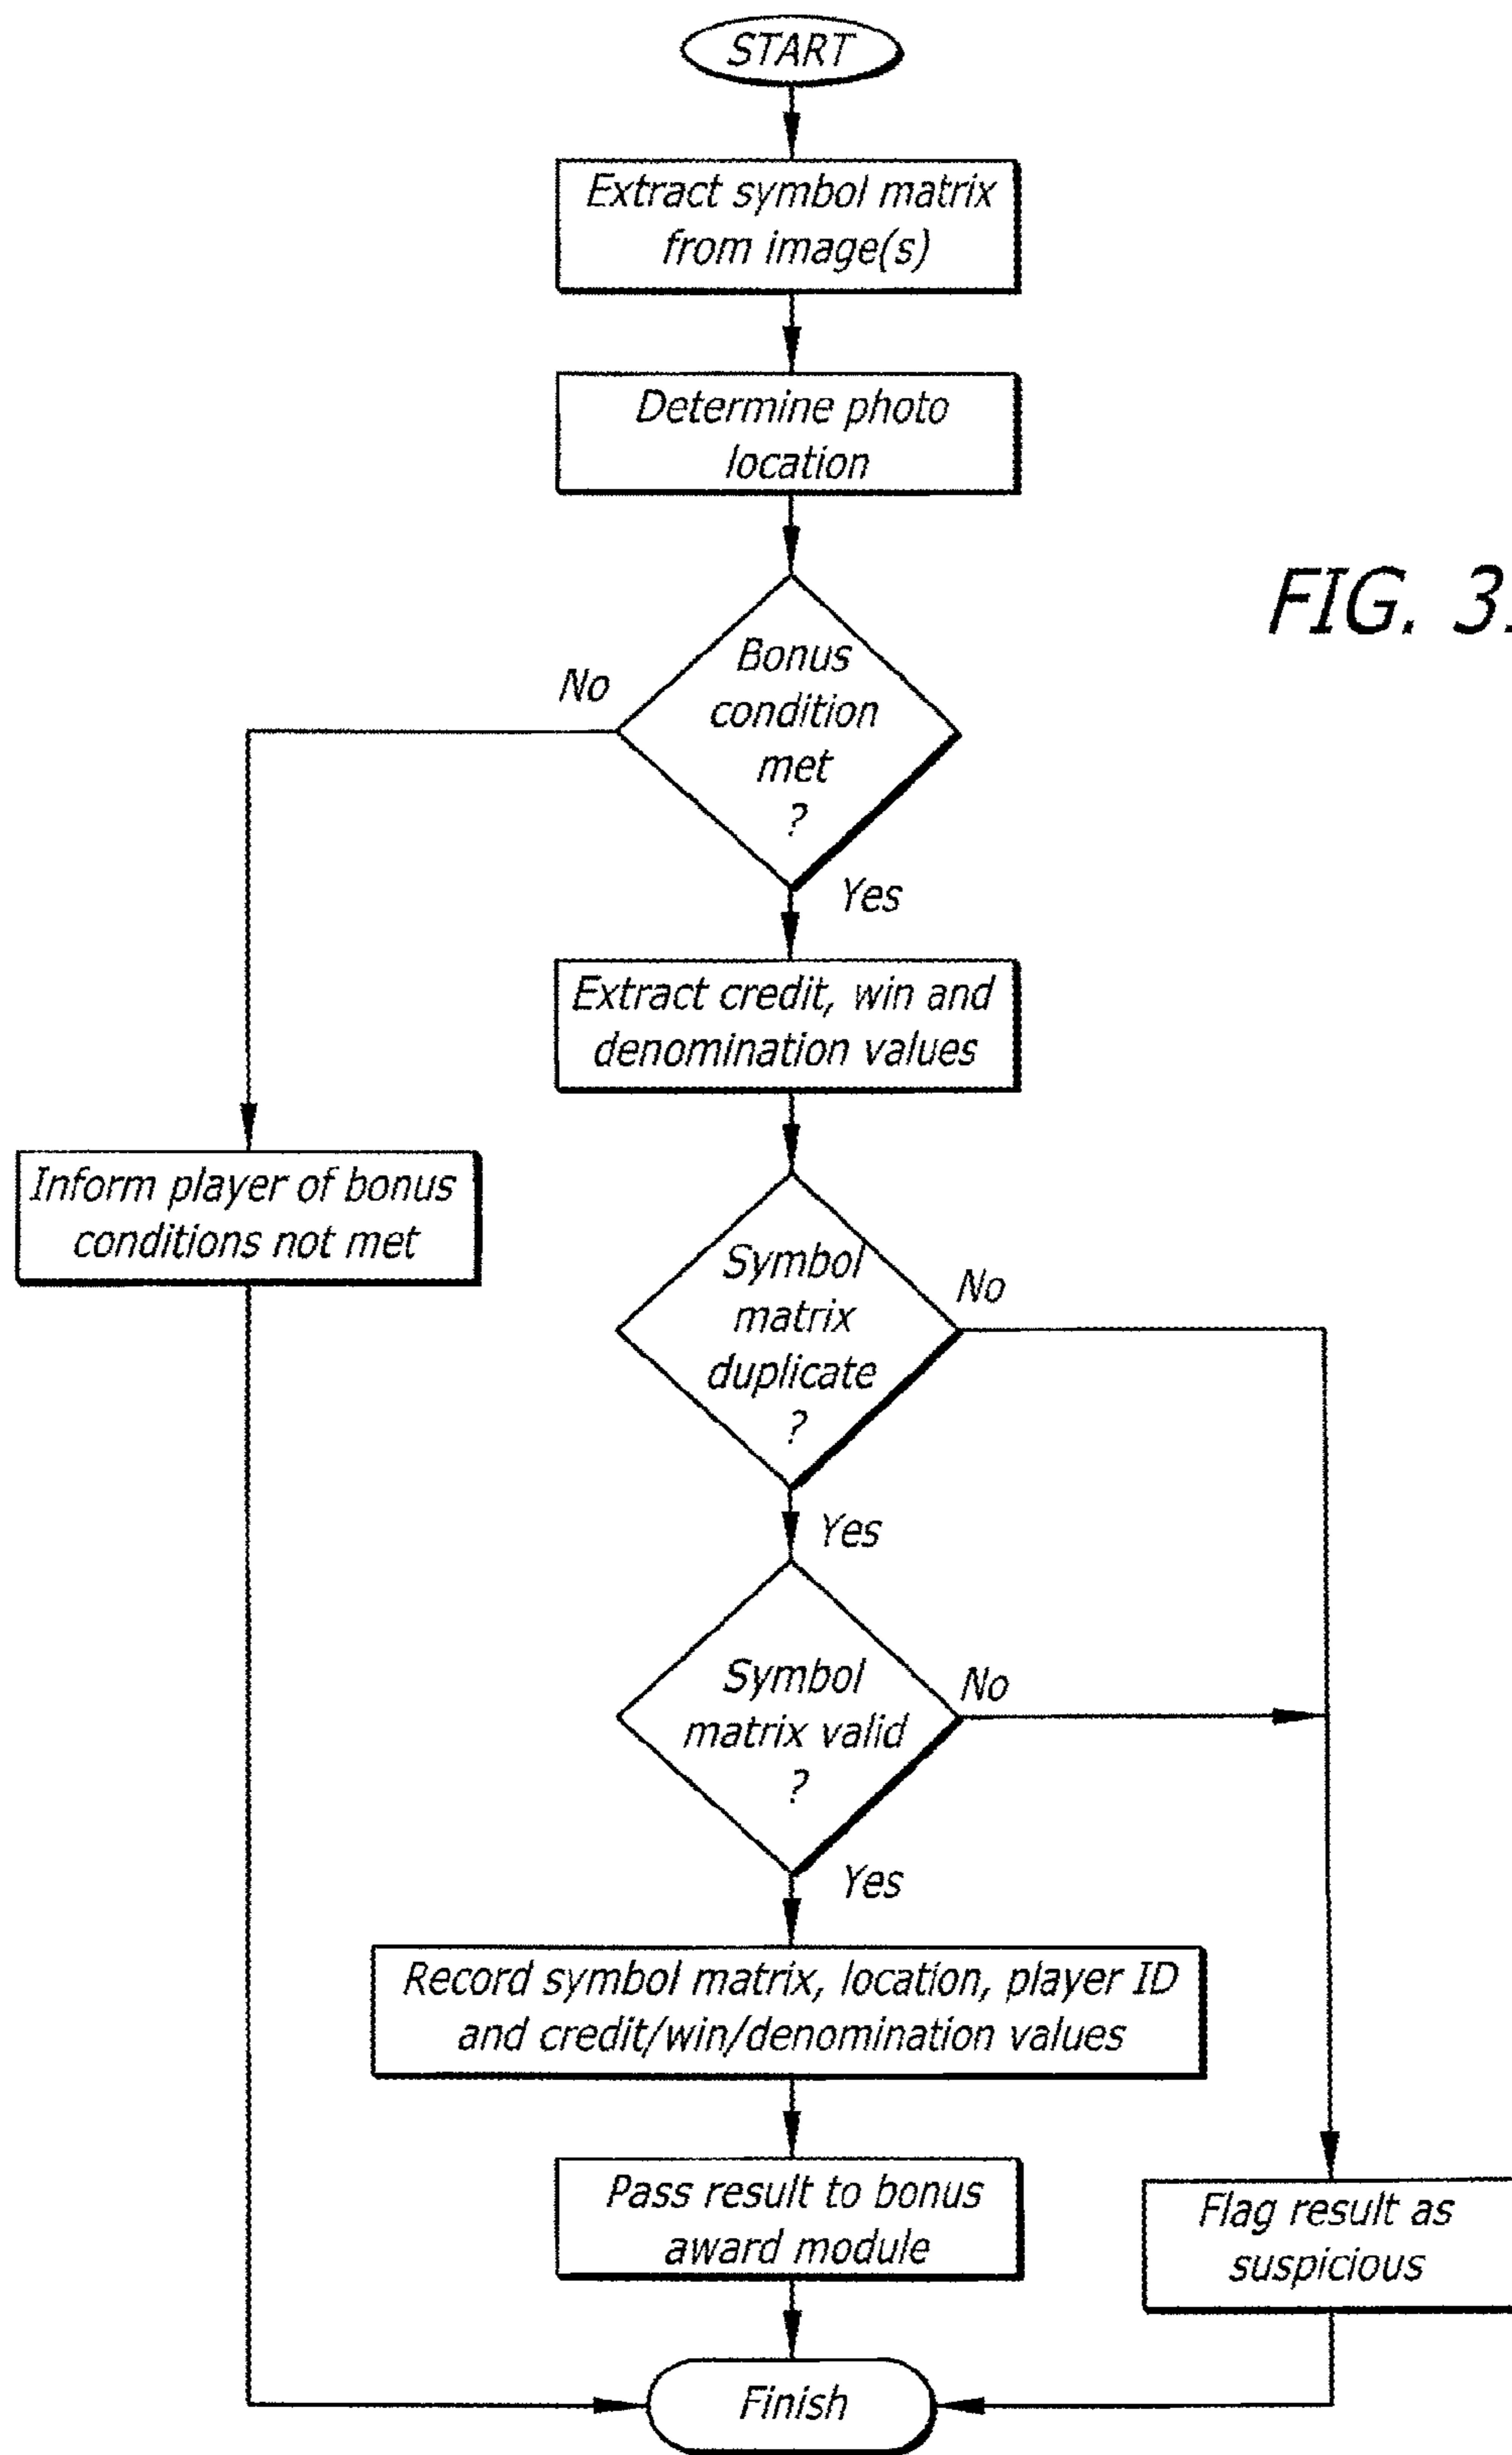 START
Extract symbol matrix
from image(s)
Determine photo
location
FIG. 3.
Bonus
condition
met
?
No
Yes
Extract credit, win and
denomination values
Inform player of bonus
conditions not met
Symbol
matrix
duplicate
?
No
Yes
Symbol
matrix valid
?
No
Yes
Record symbol matrix, location, player ID
and credit/win/denomination values
Pass result to bonus
award module
Flag result as
suspicious
Finish